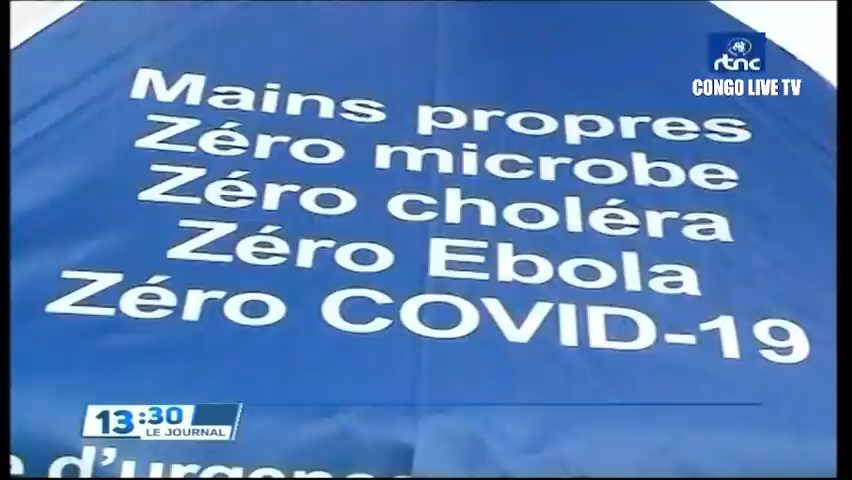 rtnc
CONGO LIVE TV
Mains propres
Zéro microbe
Zéro choléra
Zéro Ebola
Zéro COVID-19
13:30
LE JOURNAL
d'urgence